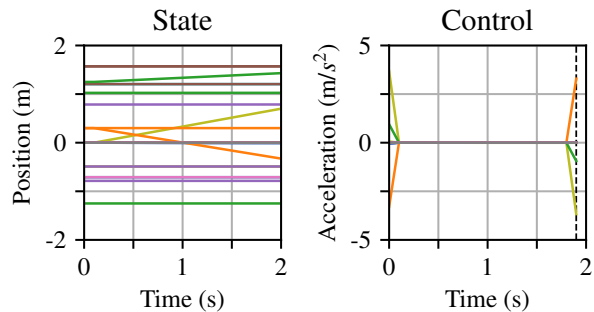 State
Control
Position (m)
2
0
-2
0
1
2
Time (s)
Acceleration (m/s²)
5
0
-5
0
1
2
Time (s)